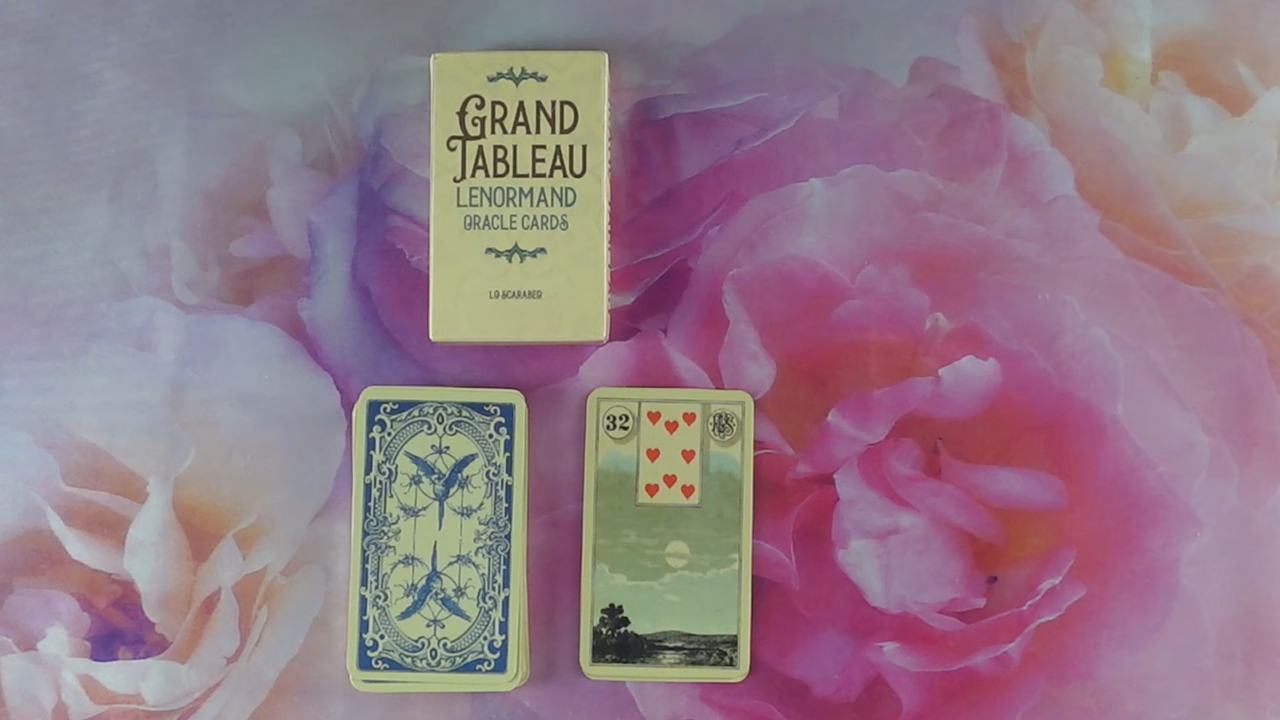 GRAND
TABLEAU
LENORMAND
ORACLE CARDS
LO SCARABEO
32